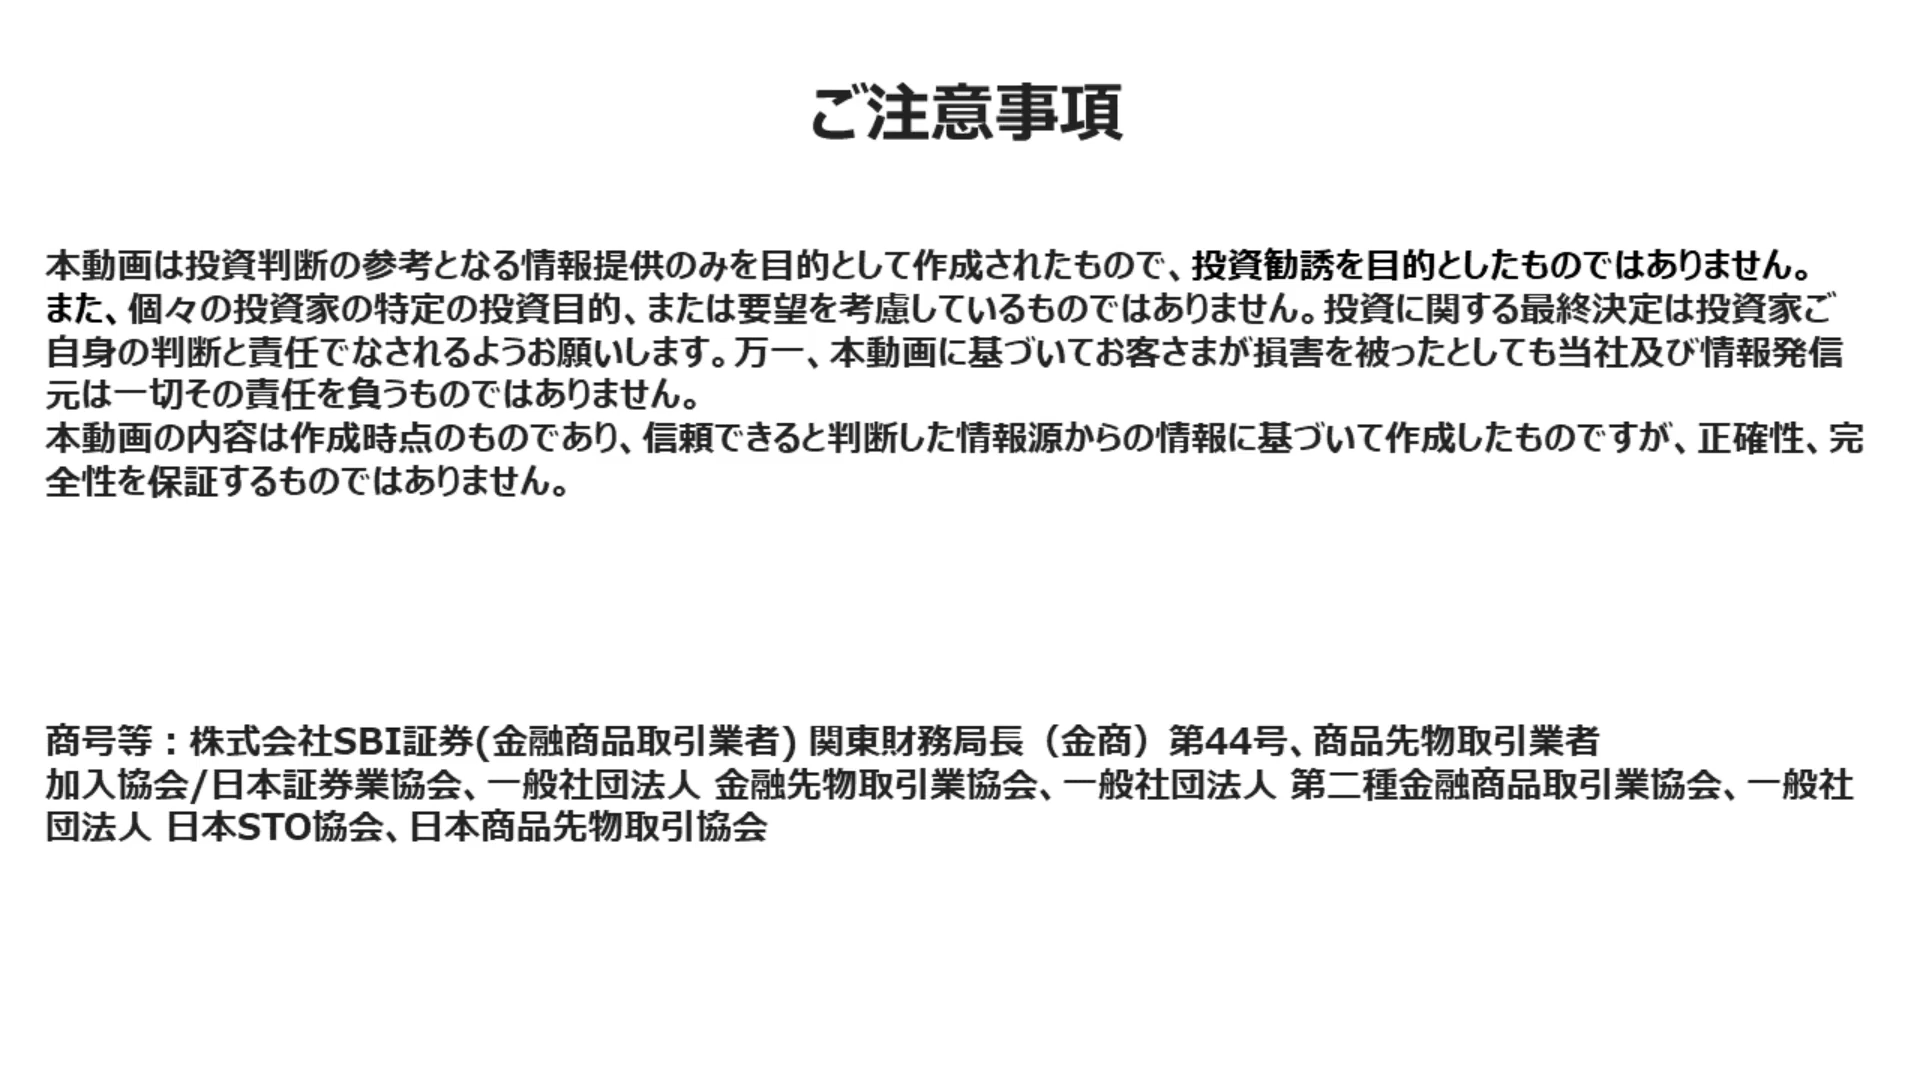 ご注意事項
本動画は投資判断の参考となる情報提供のみを目的として作成されたもので、投資勧誘を目的としたものではありません。
また、個々の投資家の特定の投資目的、または要望を考慮しているものではありません。投資に関する最終決定は投資家ご
自身の判断と責任でなされるようお願いします。万一、本動画に基づいてお客さまが損害を被ったとしても当社及び情報発信
元は一切その責任を負うものではありません。
本動画の内容は作成時点のものであり、信頼できると判断した情報源からの情報に基づいて作成したものですが、正確性、完
全性を保証するものではありません。
商号等：株式会社SBI証券(金融商品取引業者) 関東財務局長（金商）第44号、商品先物取引業者
加入協会/日本証券業協会、一般社団法人 金融先物取引業協会、一般社団法人 第二種金融商品取引業協会、一般社
団法人 日本STO協会、日本商品先物取引協会